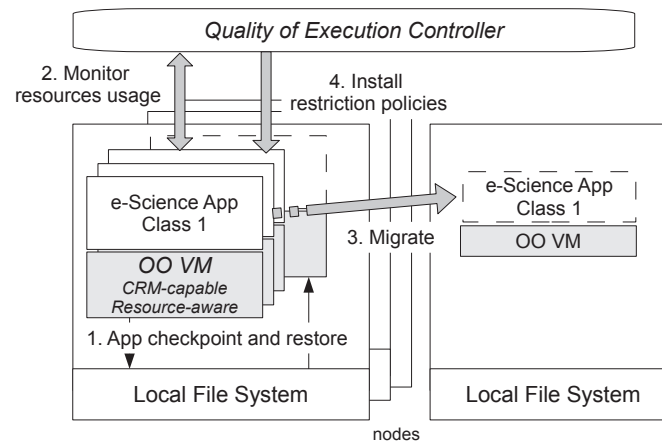 Quality of Execution Controller
2. Monitor
resources usage
4. Install
restriction policies
e-Science App
Class 1
OO VM
CRM-capable
Resource-aware
3. Migrate
e-Science App
Class 1
OO VM
1. App checkpoint and restore
Local File System
Local File System
nodes